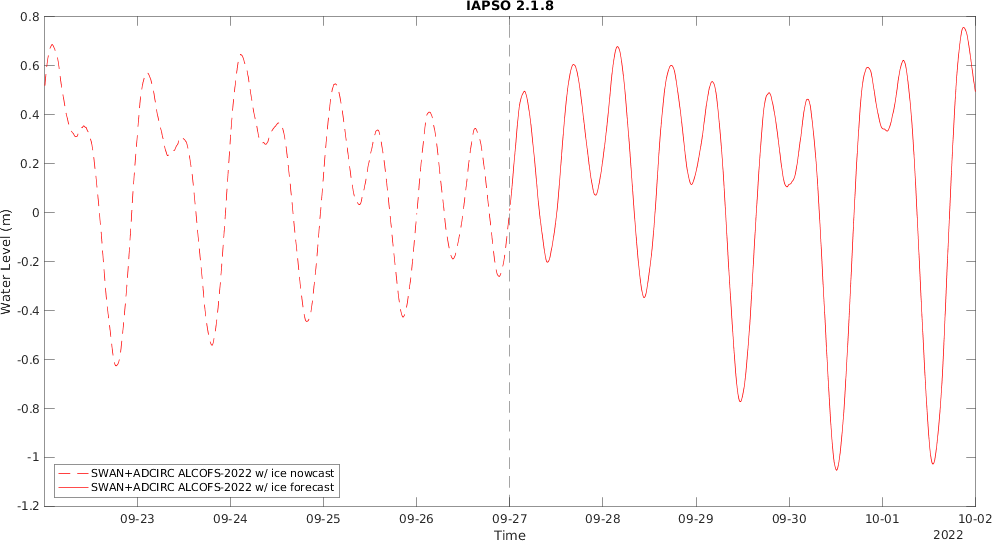 IAPSO 2.1.8
0.8
0.6
0.4
0.2
0
-0.2
-0.4
-0.6
-0.8
-1
-1.2
Water Level (m)
SWAN+ADCIRC ALCOFS-2022 w/ ice nowcast
SWAN+ADCIRC ALCOFS-2022 w/ ice forecast
09-23 09-24 09-25 09-26 09-27 09-28 09-29 09-30 10-01 10-02
Time
2022